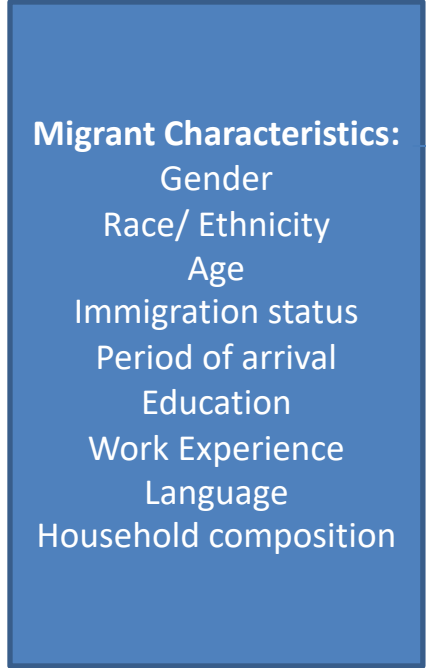 Migrant Characteristics:
Gender
Race/ Ethnicity
Age
Immigration status
Period of arrival
Education
Work Experience
Language
Household composition